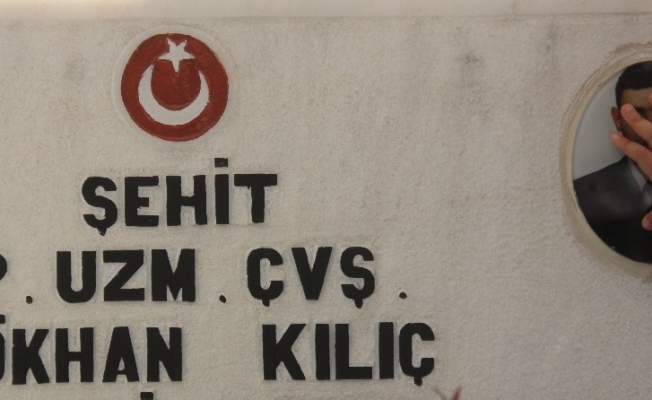 ŞEHİT
P. UZM. ÇVŞ.
ÖKHAN KILIÇ